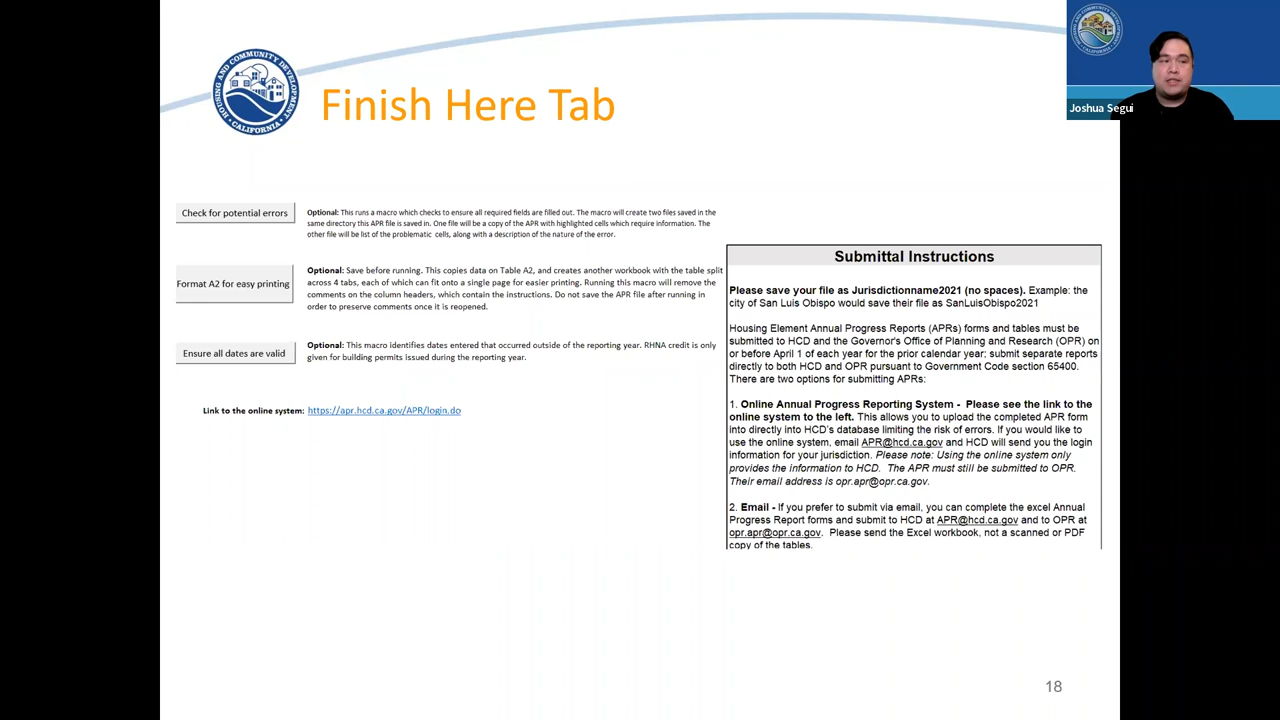 HOUSING AND COMMUNITY DEVELOPMENT
CALIFORNIA
Finish Here Tab
Joshua Segui
Check for potential errors
Optional: This runs a macro which checks to ensure all required fields are filled out. The macro will create two files saved in the
same directory this APR file is saved in. One file will be a copy of the APR with highlighted cells which require information. The
other file will be list of the problematic cells, along with a description of the nature of the error.
Format A2 for easy printing
Optional: Save before running. This copies data on Table A2, and creates another workbook with the table split
across 4 tabs, each of which can fit onto a single page for easier printing. Running this macro will remove the
comments on the column headers, which contain the instructions. Do not save the APR file after running in
order to preserve comments once it is reopened.
Ensure all dates are valid
Optional: This macro identifies dates entered that occurred outside of the reporting year. RHNA credit is only
given for building permits issued during the reporting year.
Link to the online system: https://apr.hcd.ca.gov/APR/login.do
Submittal Instructions
Please save your file as Jurisdictionname2021 (no spaces). Example: the
city of San Luis Obispo would save their file as SanLuisObispo2021
Housing Element Annual Progress Reports (APRs) forms and tables must be
submitted to HCD and the Governor's Office of Planning and Research (OPR) on
or before April 1 of each year for the prior calendar year; submit separate reports
directly to both HCD and OPR pursuant to Government Code section 65400.
There are two options for submitting APRs:
1. Online Annual Progress Reporting System - Please see the link to the
online system to the left. This allows you to upload the completed APR form
into directly into HCD's database limiting the risk of errors. If you would like to
use the online system, email APR@hcd.ca.gov and HCD will send you the login
information for your jurisdiction. Please note: Using the online system only
provides the information to HCD. The APR must still be submitted to OPR.
Their email address is opr.apr@opr.ca.gov.
2. Email - If you prefer to submit via email, you can complete the excel Annual
Progress Report forms and submit to HCD at APR@hcd.ca.gov and to OPR at
opr.apr@opr.ca.gov. Please send the Excel workbook, not a scanned or PDF
copy of the tables.
18